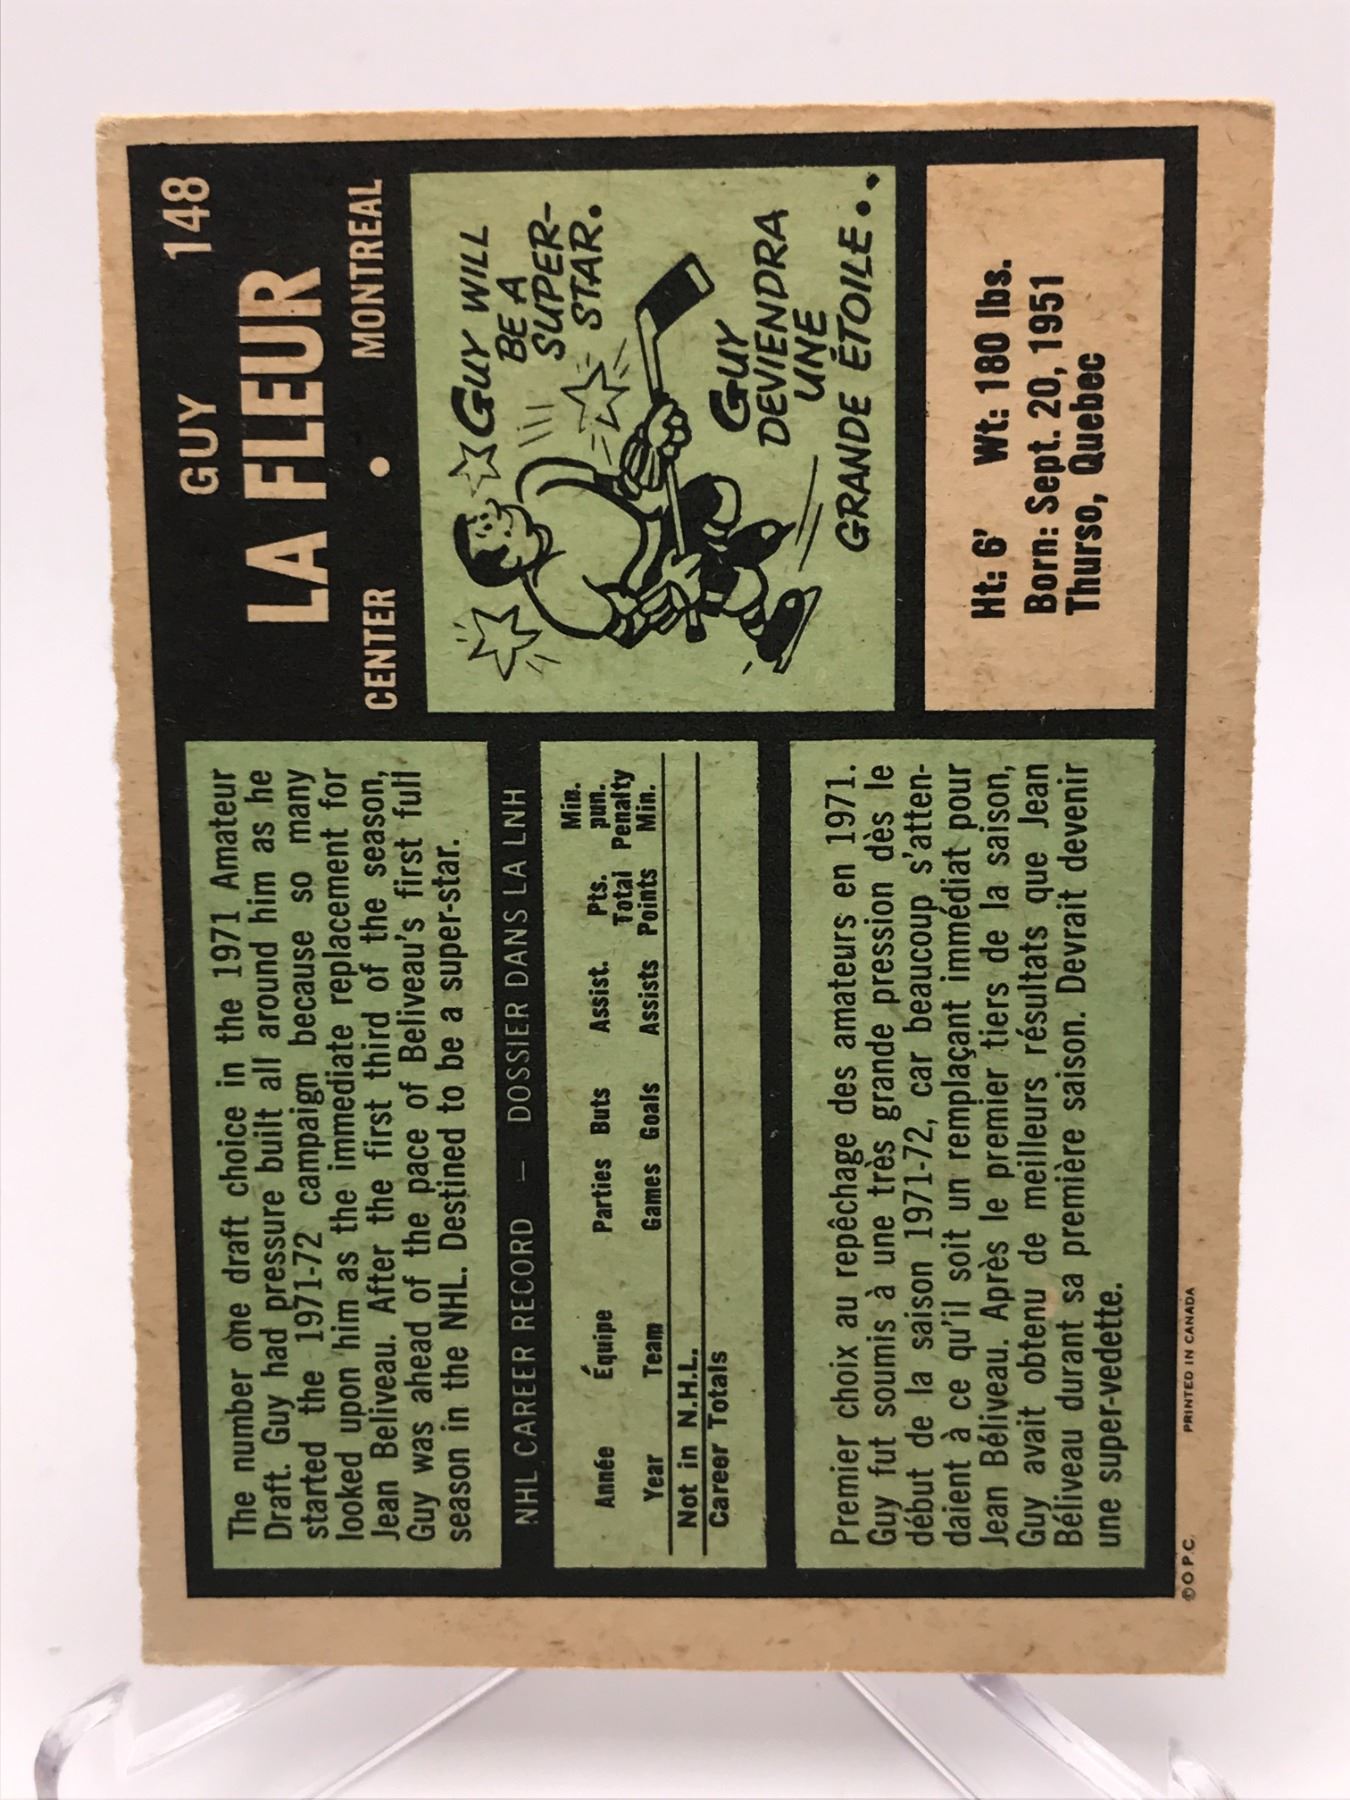 GUY 148
LA FLEUR
CENTER • MONTREAL
The number one draft choice in the 1971 Amateur
Draft. Guy had pressure built all around him as he
started the 1971-72 campaign because so many
looked upon him as the immediate replacement for
Jean Beliveau. After the first third of the season,
Guy was ahead of the pace of Beliveau's first full
season in the NHL. Destined to be a super-star.
GUY WILL
BE A
SUPER-
STAR.
GUY
DEVIENDRA
UNE
GRANDE ÉTOILE..
NHL CAREER RECORD — DOSSIER DANS LA LNH
Min.
Pts. pun.
Année Équipe Parties Buts Assist. Total Penalty
Year Team Games Goals Assists Points Min.
Not in N.H.L.
Career Totals
Ht: 6' Wt: 180 lbs.
Born: Sept. 20, 1951
Thurso, Quebec
Premier choix au repêchage des amateurs en 1971.
Guy fut soumis à une très grande pression dès le
début de la saison 1971-72, car beaucoup s'atten-
daient à ce qu'il soit un remplaçant immédiat pour
Jean Béliveau. Après le premier tiers de la saison,
Guy avait obtenu de meilleurs résultats que Jean
Béliveau durant sa première saison. Devrait devenir
une super-vedette.
©O.P.C. PRINTED IN CANADA